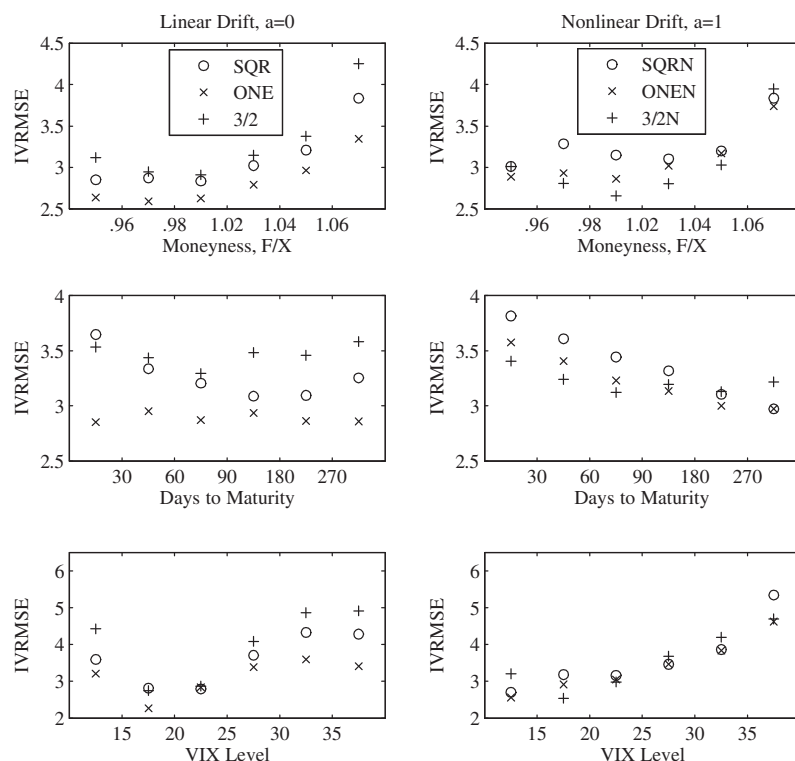 Linear Drift, a=0
4.5
4
3.5
3
2.5
IVRMSE
SQR
ONE
3/2
.96 .98 1.00 1.02 1.04 1.06
Moneyness, F/X
Nonlinear Drift, a=1
4.5
4
3.5
3
2.5
IVRMSE
SQRN
ONEN
3/2N
.96 .98 1.00 1.02 1.04 1.06
Moneyness, F/X
4
3.5
3
2.5
IVRMSE
30 60 90 180 270
Days to Maturity
4
3.5
3
2.5
IVRMSE
30 60 90 180 270
Days to Maturity
6
5
4
3
2
IVRMSE
15 20 25 30 35
VIX Level
6
5
4
3
2
IVRMSE
15 20 25 30 35
VIX Level